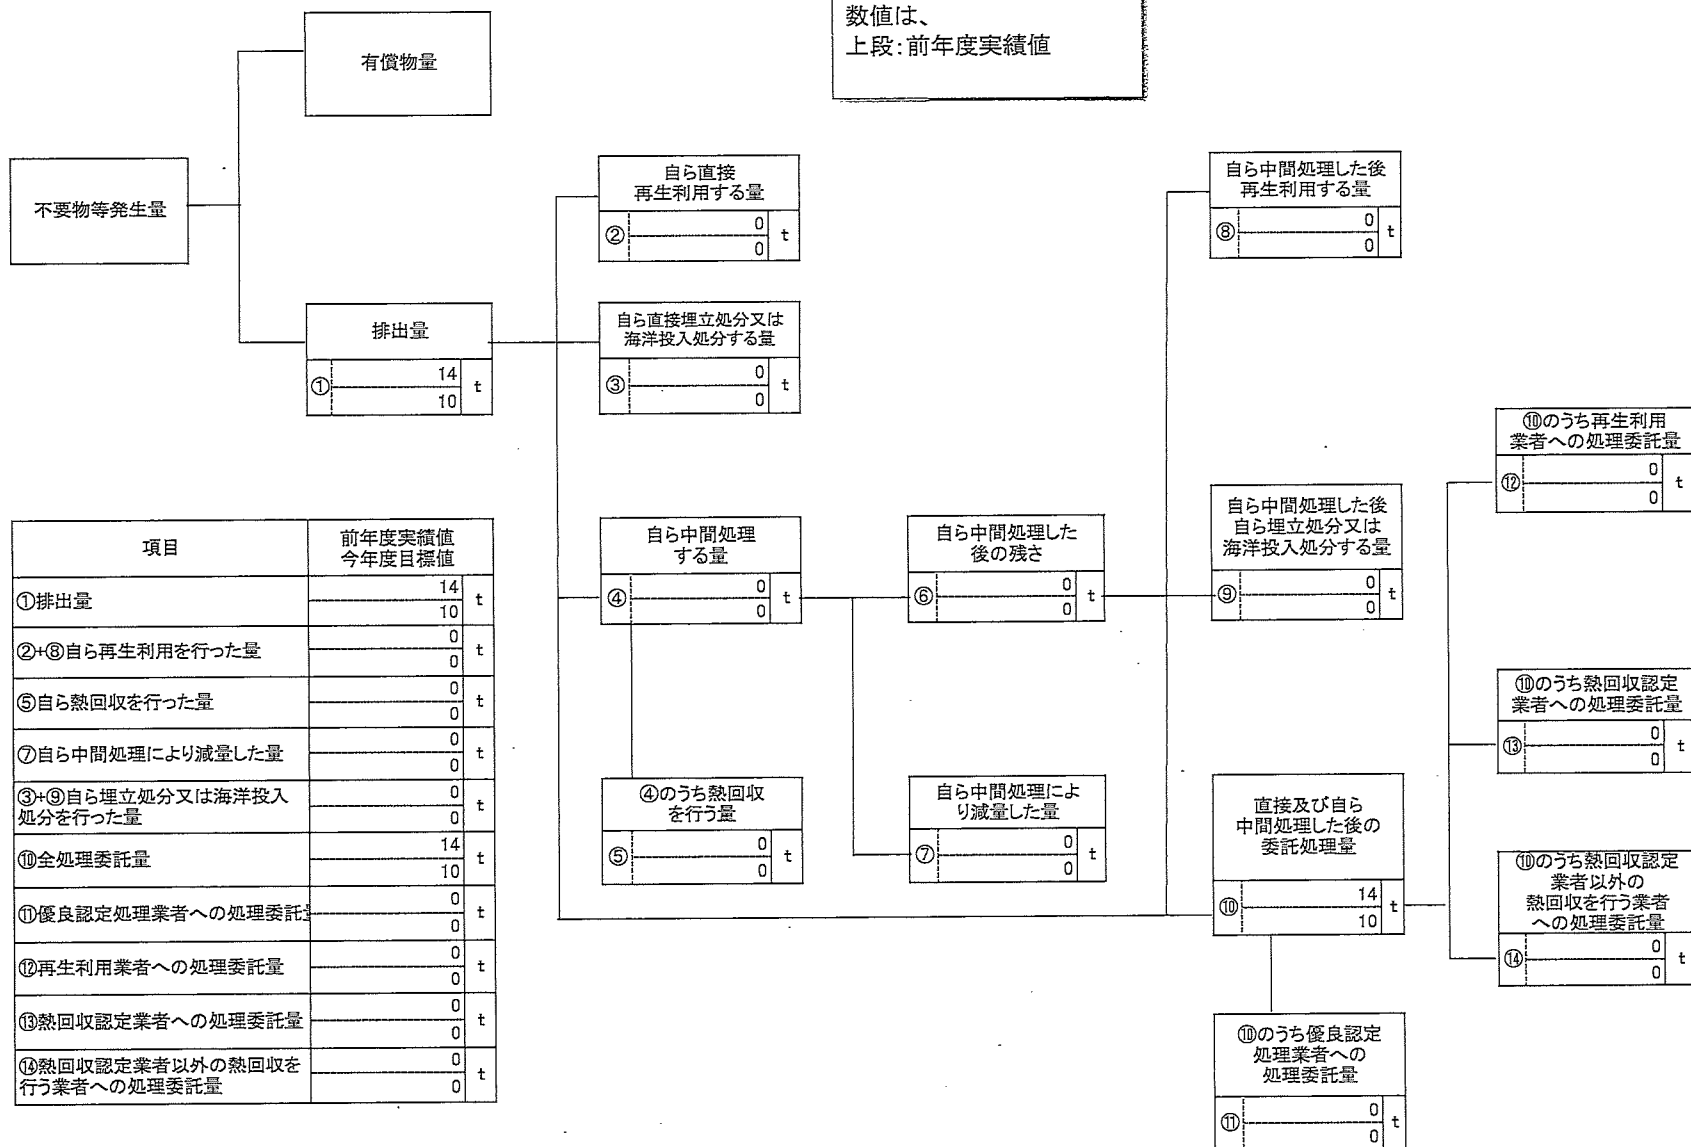 数値は、
上段：前年度実績値
有償物量
不要物等発生量
排出量
① 14 t
10
自ら直接
再生利用する量
② 0 t
0
自ら直接埋立処分又は
海洋投入処分する量
③ 0 t
0
自ら中間処理
する量
④ 0 t
0
④のうち熱回収
を行う量
⑤ 0 t
0
自ら中間処理した
後の残さ
⑥ 0 t
0
自ら中間処理によ
り減量した量
⑦ 0 t
0
自ら中間処理した後
再生利用する量
⑧ 0 t
0
自ら中間処理した後
自ら埋立処分又は
海洋投入処分する量
⑨ 0 t
0
直接及び自ら
中間処理した後の
委託処理量
⑩ 14 t
10
⑩のうち優良認定
処理業者への
処理委託量
⑪ 0 t
0
⑩のうち再生利用
業者への処理委託量
⑫ 0 t
0
⑩のうち熱回収認定
業者への処理委託量
⑬ 0 t
0
⑩のうち熱回収認定
業者以外の
熱回収を行う業者
への処理委託量
⑭ 0 t
0
項目
前年度実績値
今年度目標値
①排出量 14 t
10
②+⑧自ら再生利用を行った量 0 t
0
⑤自ら熱回収を行った量 0 t
0
⑦自ら中間処理により減量した量 0 t
0
③+⑨自ら埋立処分又は海洋投入
処分を行った量 0 t
0
⑩全処理委託量 14 t
10
⑪優良認定処理業者への処理委託 0 t
0
⑫再生利用業者への処理委託量 0 t
0
⑬熱回収認定業者への処理委託量 0 t
0
⑭熱回収認定業者以外の熱回収を
行う業者への処理委託量 0 t
0